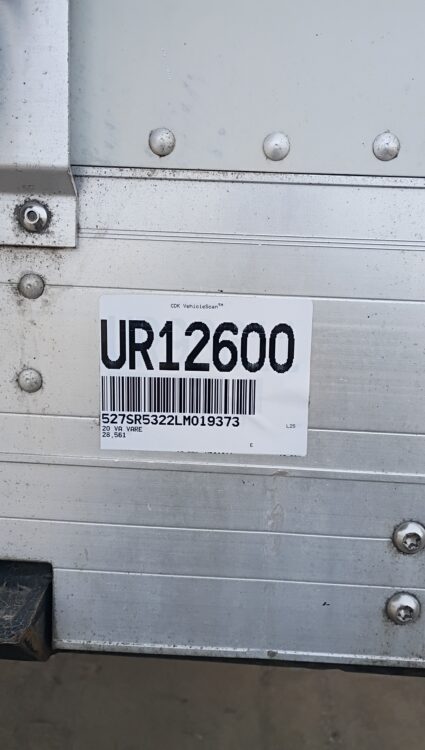 CDK VehicleScan™
UR12600
527SR5322LM019373
20 VA VARE
28,561
L25
E